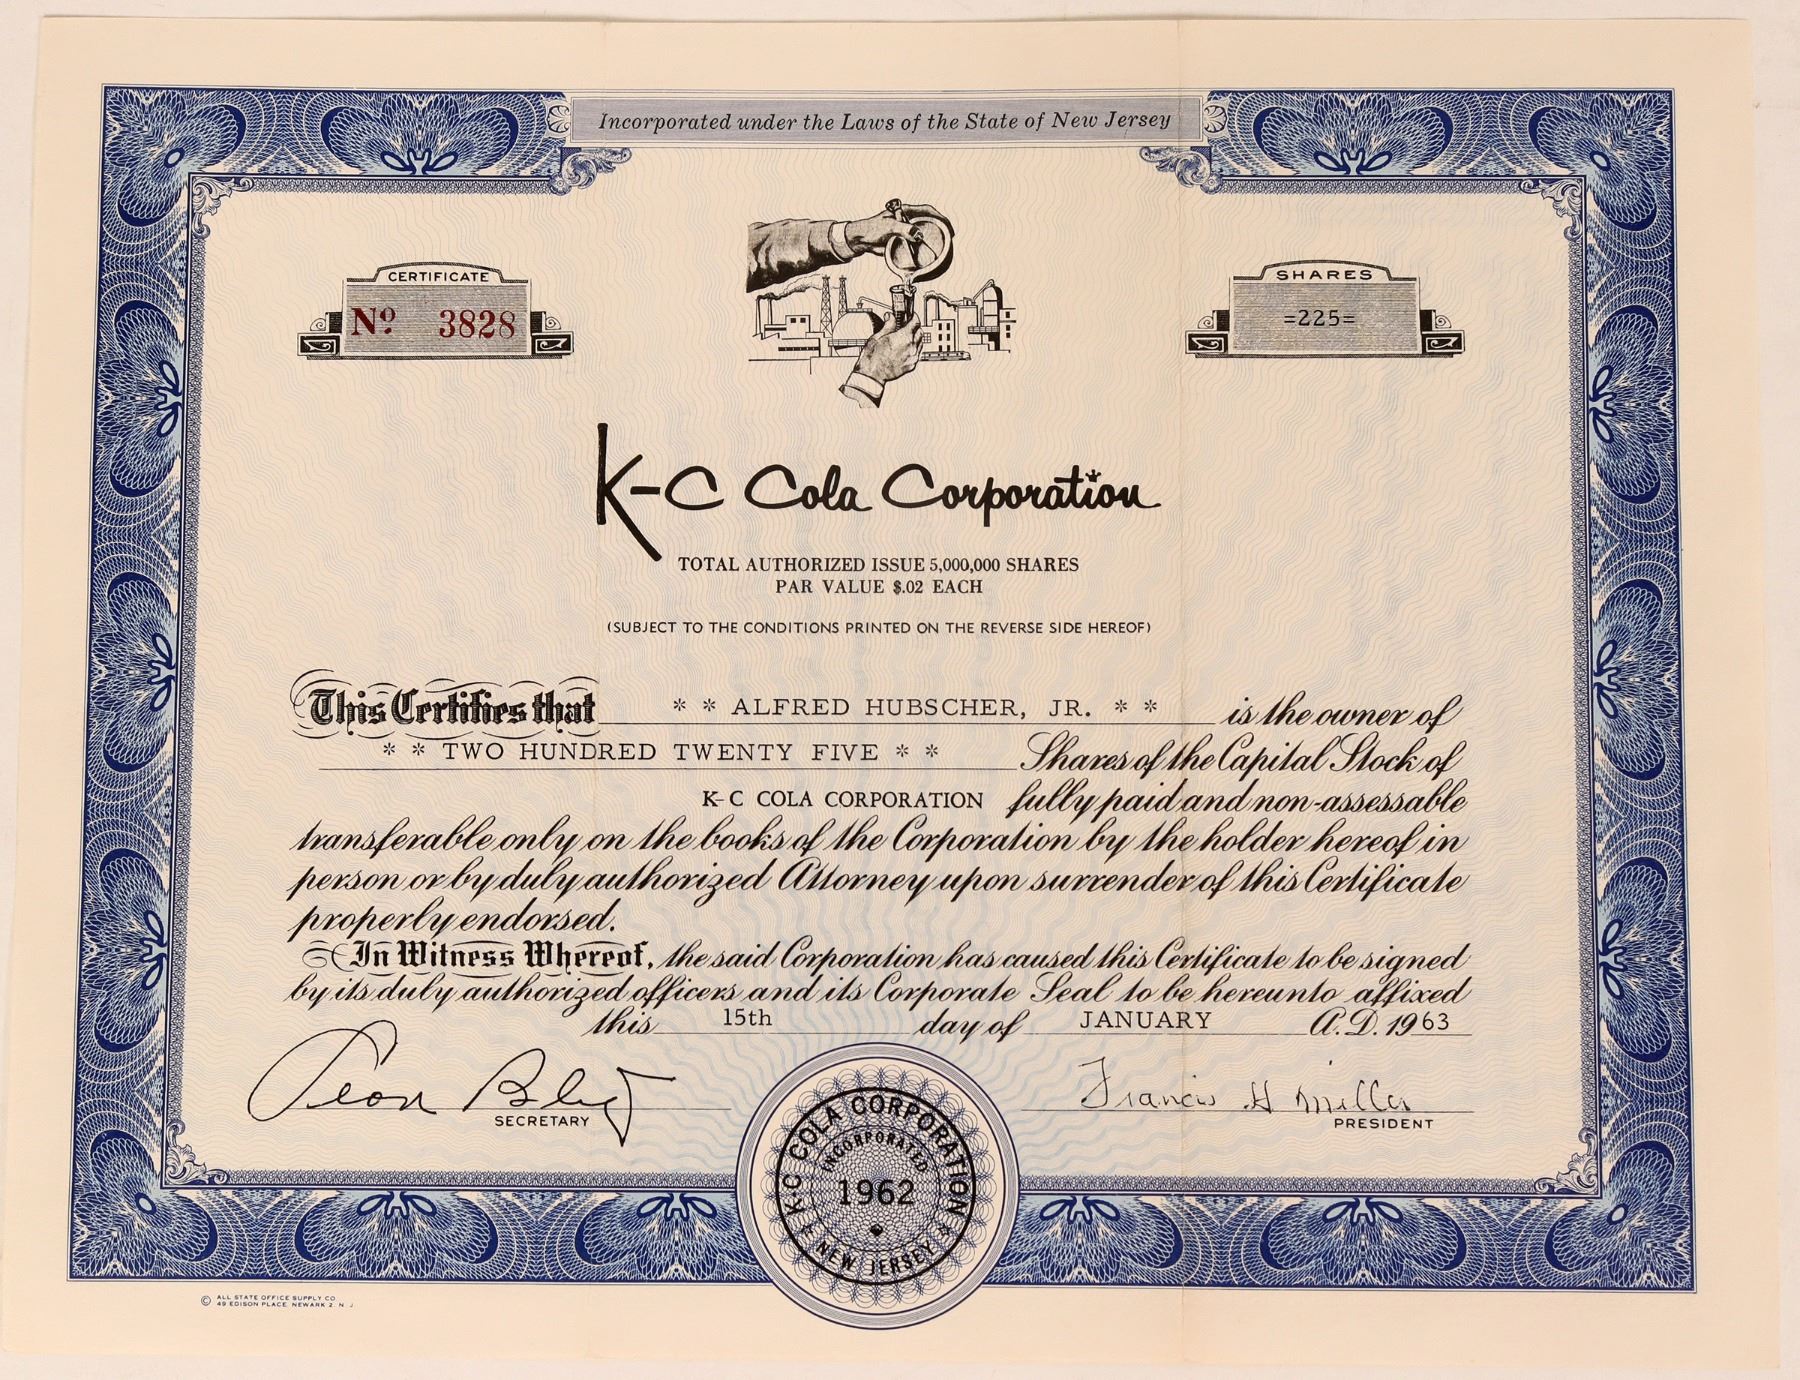 Incorporated under the Laws of the State of New Jersey
CERTIFICATE
Nº 3828
SHARES
=225=
K-C Cola Corporation
TOTAL AUTHORIZED ISSUE 5,000,000 SHARES
PAR VALUE $.02 EACH
(SUBJECT TO THE CONDITIONS PRINTED ON THE REVERSE SIDE HEREOF)
This Certifies that * * ALFRED HUBSCHER, JR. * * is the owner of
* * TWO HUNDRED TWENTY FIVE * * Shares of the Capital Stock of
K-C COLA CORPORATION fully paid and non-assessable
transferable only on the books of the Corporation by the holder hereof in
person or by duly authorized Attorney upon surrender of this Certificate
properly endorsed.
In Witness Whereof, the said Corporation has caused this Certificate to be signed
by its duly authorized officers and its Corporate Seal to be hereunto affixed
this 15th day of JANUARY A.D. 1963
Leon
SECRETARY
Francis H Miller
PRESIDENT
K-C COLA CORPORATION
INCORPORATED
1962
NEW JERSEY
© ALL STATE OFFICE SUPPLY CO.
49 EDISON PLACE NEWARK 2 N. J